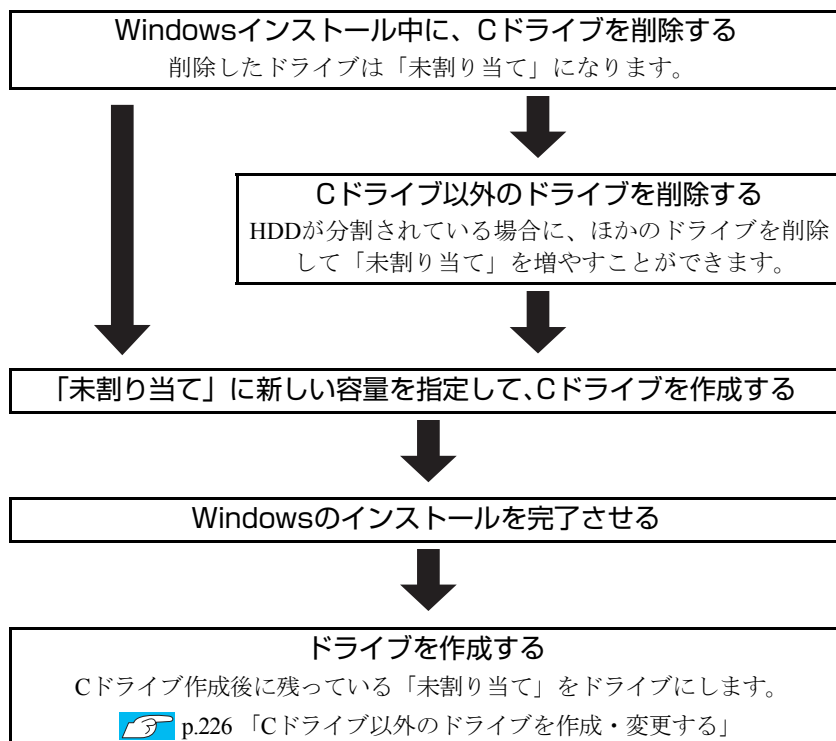 Windowsインストール中に、Cドライブを削除する
削除したドライブは「未割り当て」になります。
Cドライブ以外のドライブを削除する
HDDが分割されている場合に、ほかのドライブを削除
して「未割り当て」を増やすことができます。
「未割り当て」に新しい容量を指定して、Cドライブを作成する
Windowsのインストールを完了させる
ドライブを作成する
Cドライブ作成後に残っている「未割り当て」をドライブにします。
p.226 「Cドライブ以外のドライブを作成・変更する」